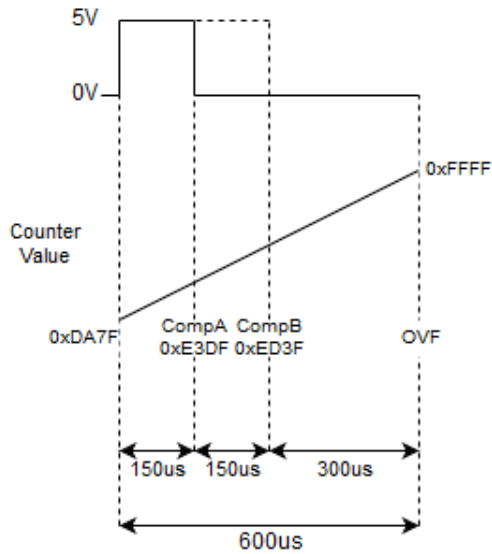 5V
0V
0xFFFF
Counter
Value
0xDA7F
CompA CompB
0xE3DF 0xED3F
OVF
150us 150us 300us
600us